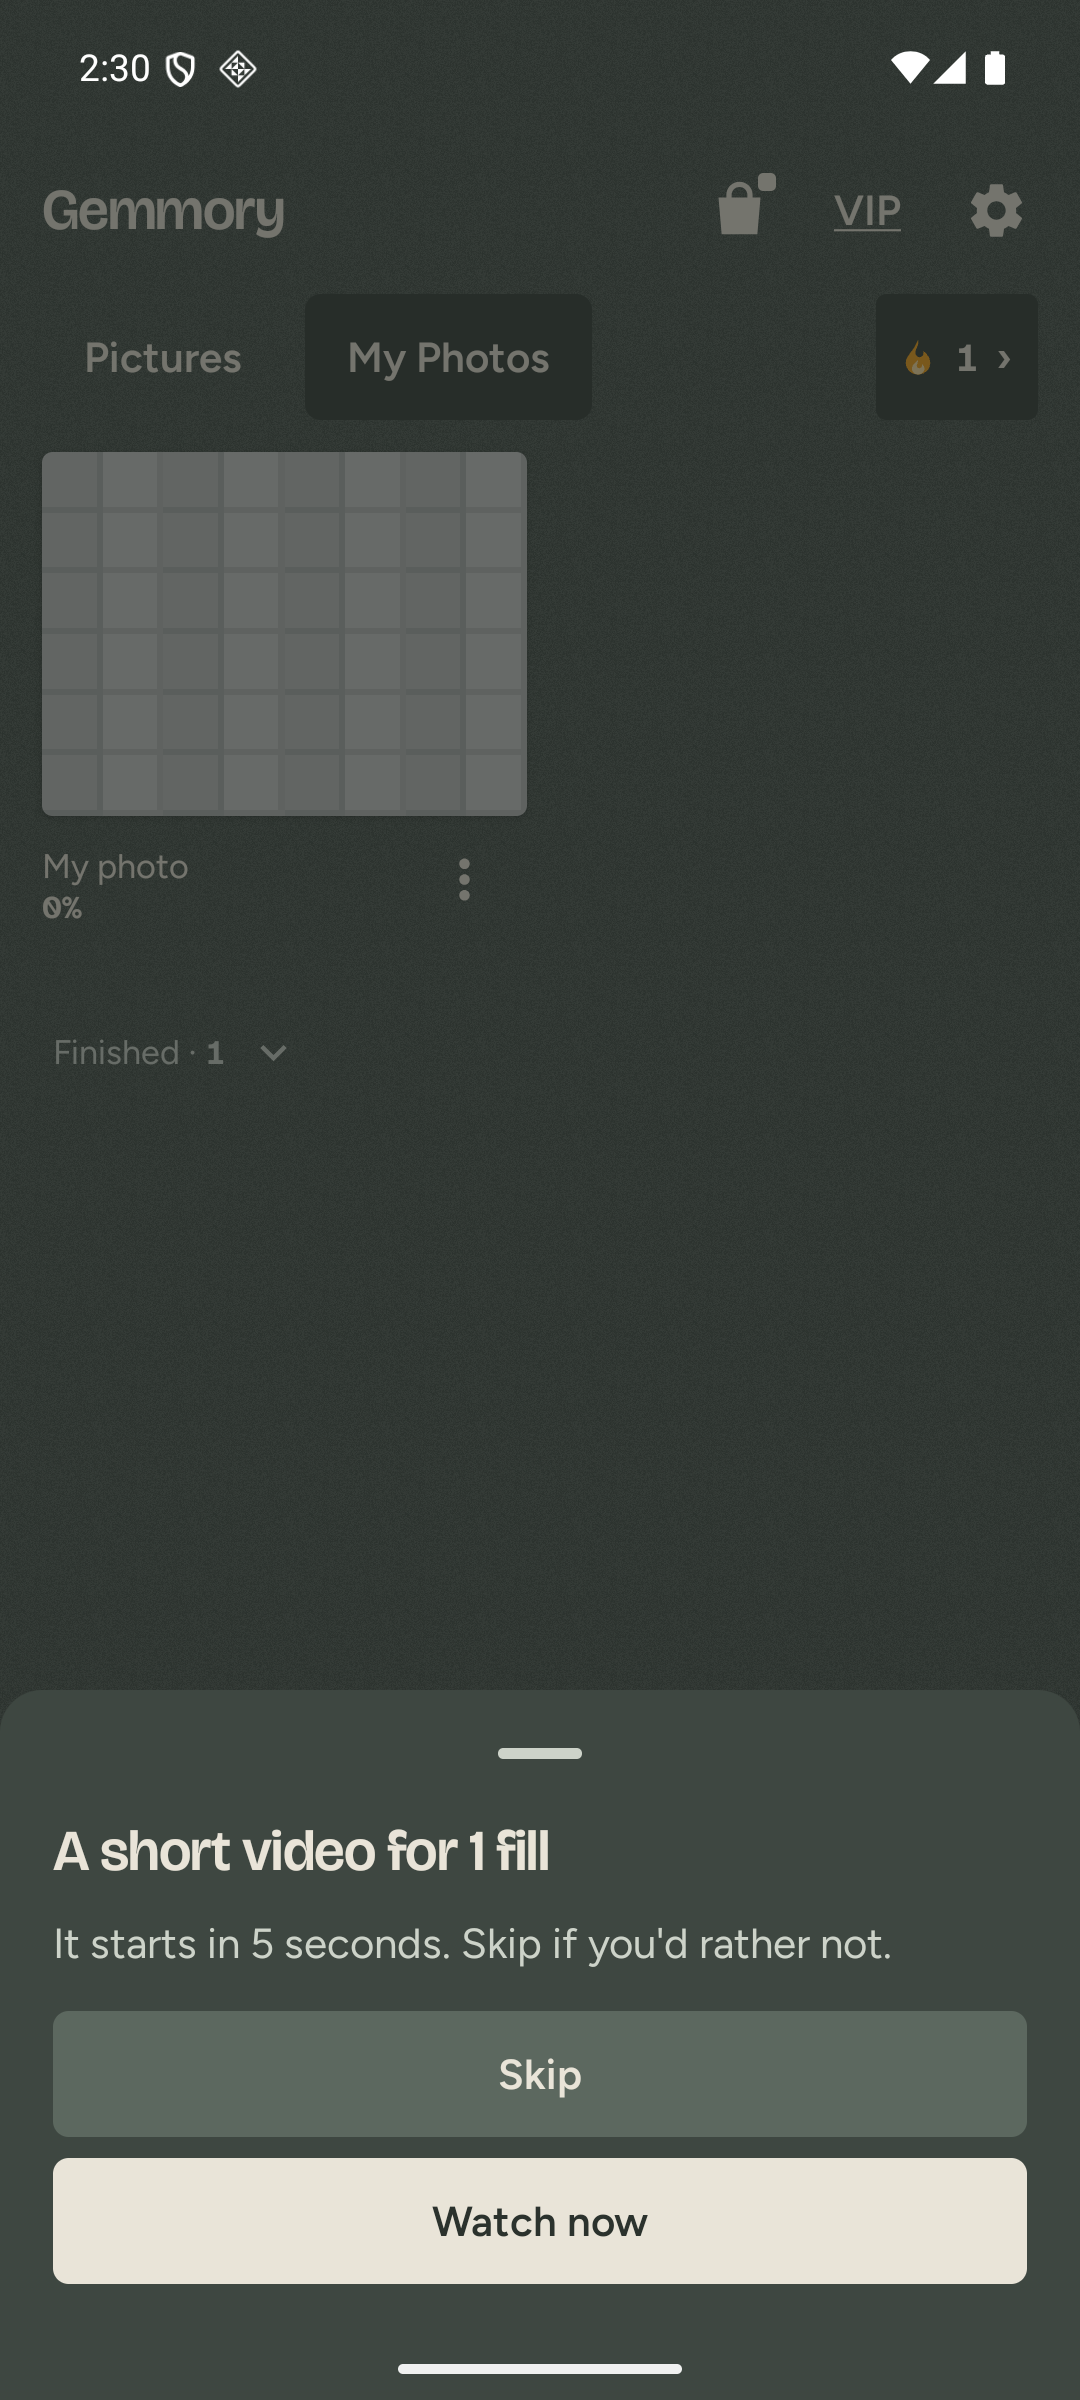 2:30
Gemmory
VIP
Pictures
My Photos
1 ›
My photo
0%
Finished · 1
A short video for 1 fill
It starts in 5 seconds. Skip if you'd rather not.
Skip
Watch now